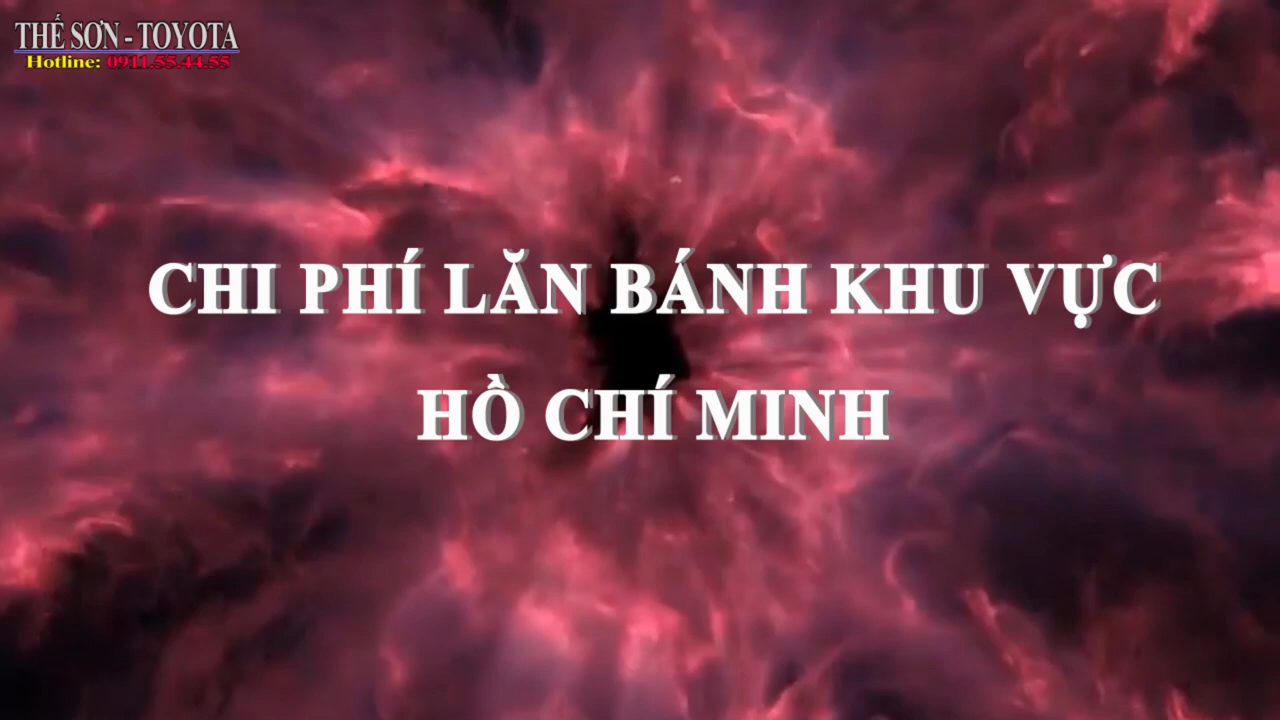 THẾ SƠN - TOYOTA
Hotline: 0911.55.44.55
CHI PHÍ LĂN BÁNH KHU VỰC
HỒ CHÍ MINH